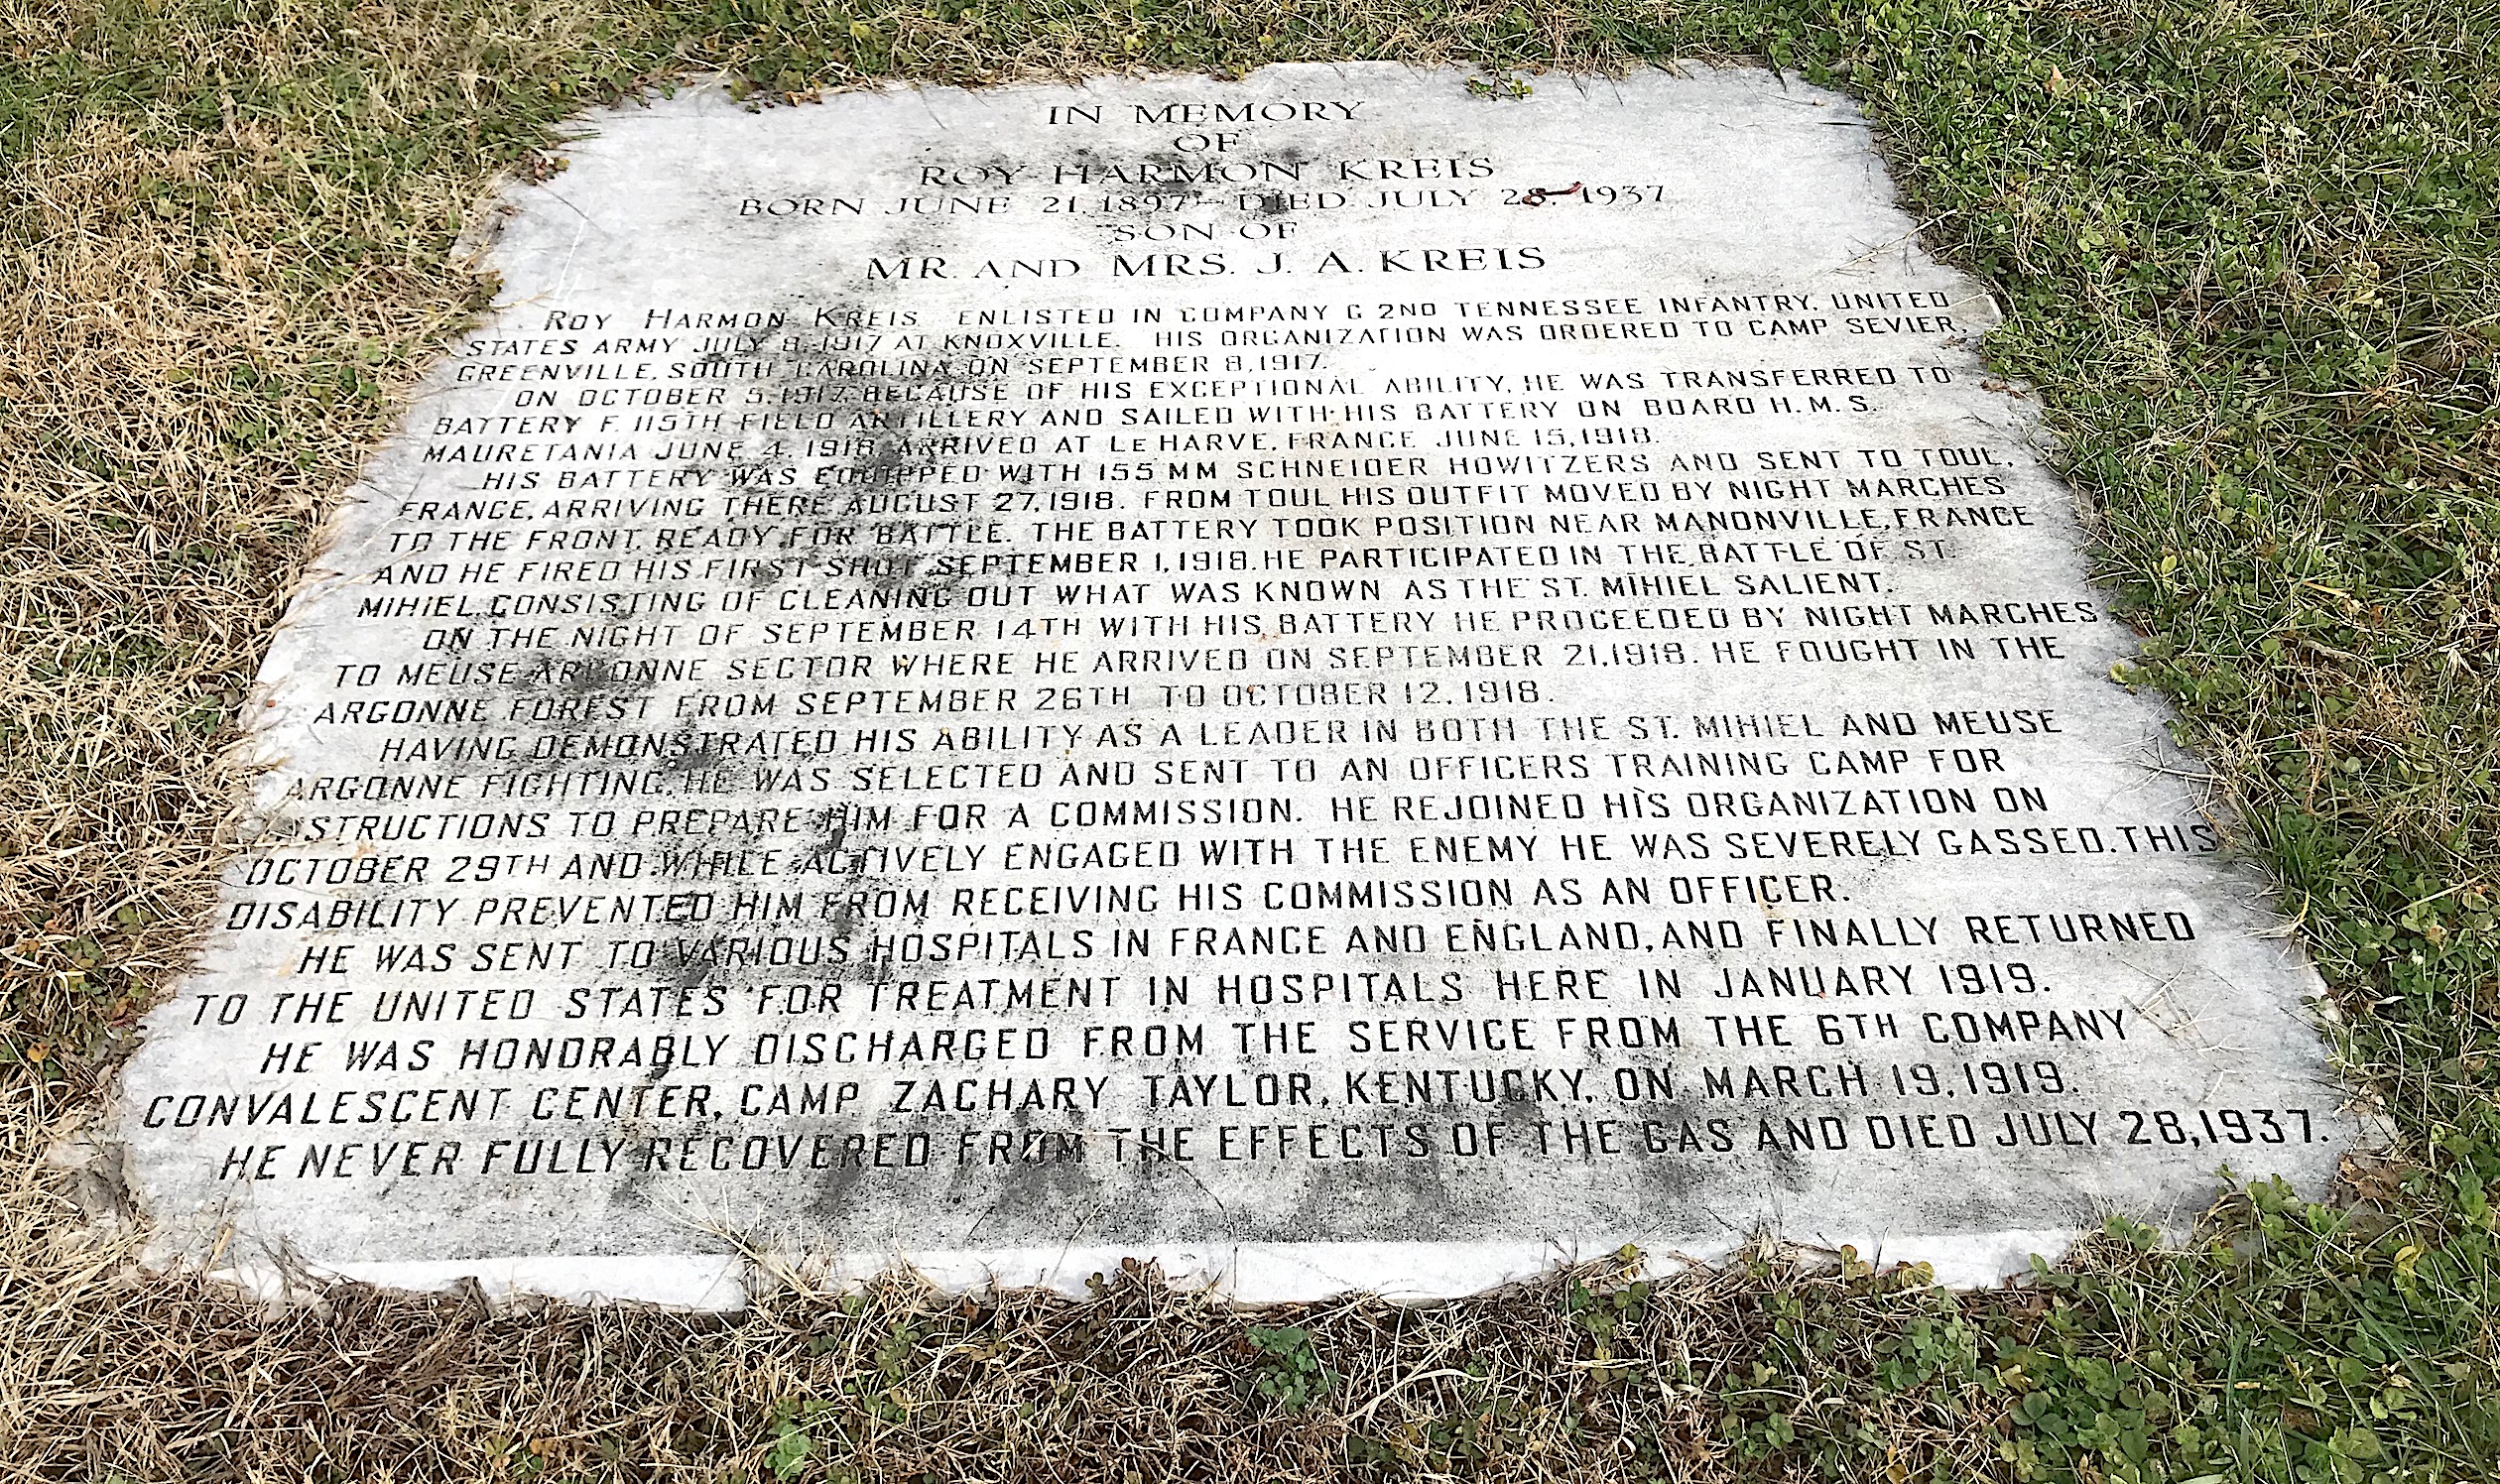 IN MEMORY
OF
ROY HARMON KREIS
BORN JUNE 21, 1897 – DIED JULY 28, 1937
SON OF
MR. AND MRS. J. A. KREIS
ROY HARMON KREIS ENLISTED IN COMPANY G 2ND TENNESSEE INFANTRY, UNITED
STATES ARMY JULY 8, 1917 AT KNOXVILLE. HIS ORGANIZATION WAS ORDERED TO CAMP SEVIER,
GREENVILLE, SOUTH CAROLINA ON SEPTEMBER 8, 1917.
ON OCTOBER 5, 1917, BECAUSE OF HIS EXCEPTIONAL ABILITY, HE WAS TRANSFERRED TO
BATTERY F, 115TH FIELD ARTILLERY AND SAILED WITH HIS BATTERY ON BOARD H.M.S.
MAURETANIA JUNE 4, 1918, ARRIVED AT LE HARVE, FRANCE JUNE 15, 1918.
HIS BATTERY WAS EQUIPPED WITH 155 MM SCHNEIDER HOWITZERS AND SENT TO TOUL,
FRANCE, ARRIVING THERE AUGUST 27, 1918. FROM TOUL HIS OUTFIT MOVED BY NIGHT MARCHES
TO THE FRONT, READY FOR BATTLE. THE BATTERY TOOK POSITION NEAR MANONVILLE, FRANCE
AND HE FIRED HIS FIRST SHOT SEPTEMBER 1, 1918. HE PARTICIPATED IN THE BATTLE OF ST.
MIHIEL, CONSISTING OF CLEANING OUT WHAT WAS KNOWN AS THE ST. MIHIEL SALIENT.
ON THE NIGHT OF SEPTEMBER 14TH WITH HIS BATTERY HE PROCEEDED BY NIGHT MARCHES
TO MEUSE ARGONNE SECTOR WHERE HE ARRIVED ON SEPTEMBER 21, 1918. HE FOUGHT IN THE
ARGONNE FOREST FROM SEPTEMBER 26TH TO OCTOBER 12, 1918.
HAVING DEMONSTRATED HIS ABILITY AS A LEADER IN BOTH THE ST. MIHIEL AND MEUSE
ARGONNE FIGHTING, HE WAS SELECTED AND SENT TO AN OFFICERS TRAINING CAMP FOR
INSTRUCTIONS TO PREPARE HIM FOR A COMMISSION. HE REJOINED HIS ORGANIZATION ON
OCTOBER 29TH AND WHILE ACTIVELY ENGAGED WITH THE ENEMY HE WAS SEVERELY GASSED. THIS
DISABILITY PREVENTED HIM FROM RECEIVING HIS COMMISSION AS AN OFFICER.
HE WAS SENT TO VARIOUS HOSPITALS IN FRANCE AND ENGLAND, AND FINALLY RETURNED
TO THE UNITED STATES FOR TREATMENT IN HOSPITALS HERE IN JANUARY 1919.
HE WAS HONORABLY DISCHARGED FROM THE SERVICE FROM THE 6TH COMPANY
CONVALESCENT CENTER, CAMP ZACHARY TAYLOR, KENTUCKY, ON MARCH 19, 1919.
HE NEVER FULLY RECOVERED FROM THE EFFECTS OF THE GAS AND DIED JULY 28, 1937.